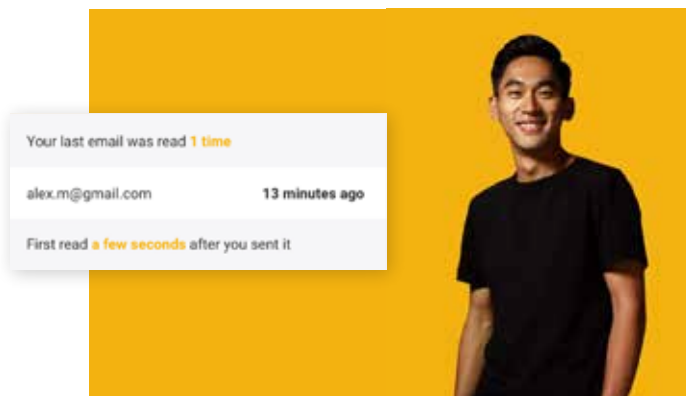 Your last email was read 1 time
alex.m@gmail.com 13 minutes ago
First read a few seconds after you sent it